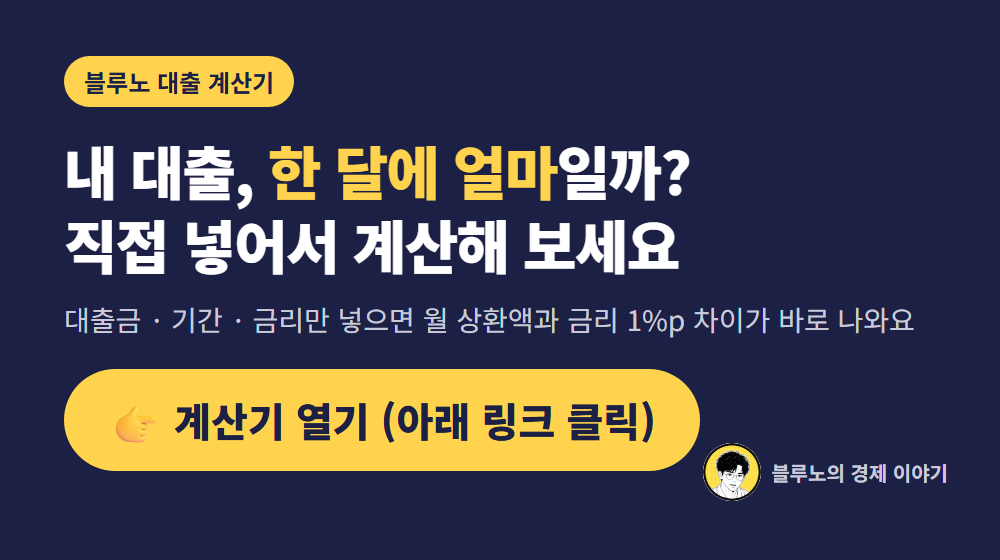 블루노 대출 계산기
내 대출, 한 달에 얼마일까?
직접 넣어서 계산해 보세요
대출금 · 기간 · 금리만 넣으면 월 상환액과 금리 1%p 차이가 바로 나와요
👉 계산기 열기 (아래 링크 클릭)
블루노의 경제 이야기